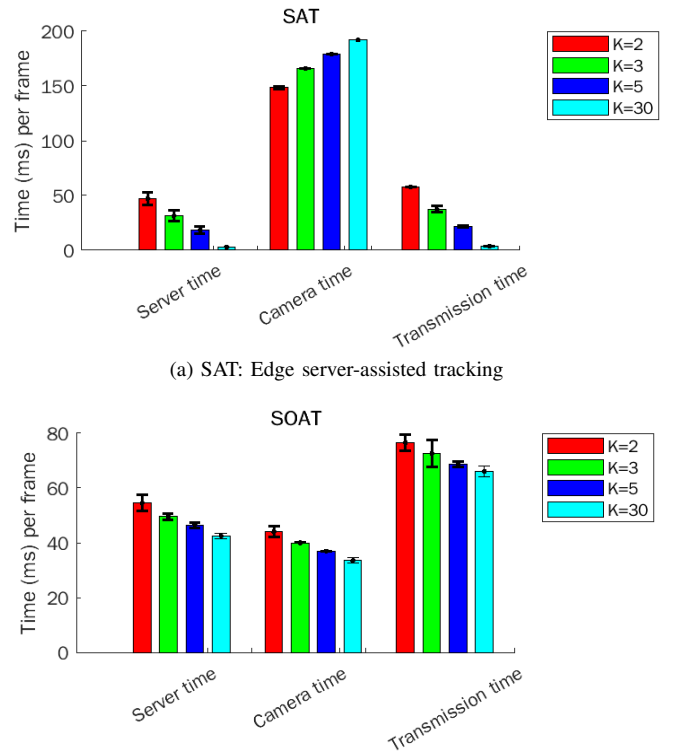 SAT
Time (ms) per frame
200
150
100
50
0
Server time
Camera time
Transmission time
K=2
K=3
K=5
K=30
(a) SAT: Edge server-assisted tracking
SOAT
Time (ms) per frame
80
60
40
20
0
Server time
Camera time
Transmission time
K=2
K=3
K=5
K=30